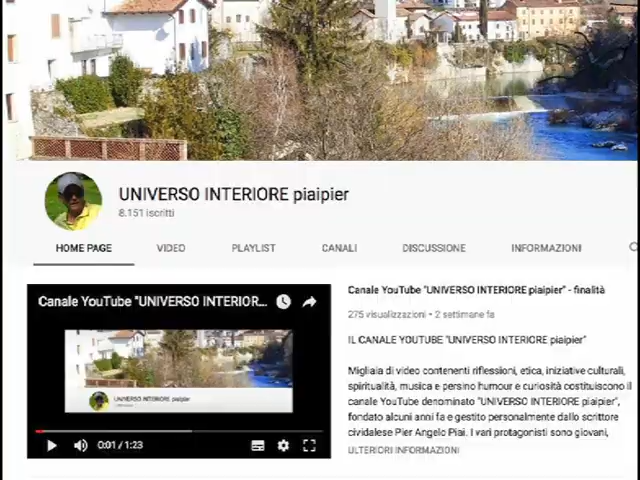 UNIVERSO INTERIORE piaipier
8.151 iscritti
HOME PAGE VIDEO PLAYLIST CANALI DISCUSSIONE INFORMAZIONI
Canale YouTube "UNIVERSO INTERIOR...
UNIVERSO INTERIORE piaipier
0:01 / 1:23
Canale YouTube "UNIVERSO INTERIORE piaipier" - finalità
275 visualizzazioni • 2 settimane fa
IL CANALE YOUTUBE "UNIVERSO INTERIORE piaipier"
Migliaia di video contenenti riflessioni, etica, iniziative culturali,
spiritualità, musica e persino humour e curiosità costituiscono il
canale YouTube denominato "UNIVERSO INTERIORE piaipier",
fondato alcuni anni fa e gestito personalmente dallo scrittore
cividalese Pier Angelo Piai. I vari protagonisti sono giovani,
ULTERIORI INFORMAZIONI